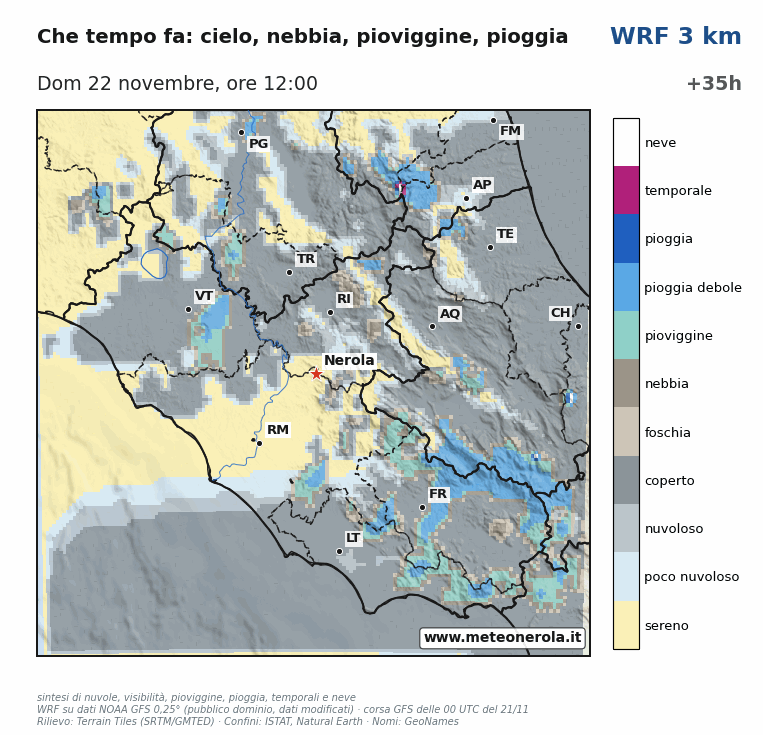 Che tempo fa: cielo, nebbia, pioviggine, pioggia
WRF 3 km
Dom 22 novembre, ore 12:00
+35h
FM
PG
AP
TE
TR
VT
RI
AQ
CH
Nerola
RM
FR
LT
www.meteonerola.it
neve
temporale
pioggia
pioggia debole
pioviggine
nebbia
foschia
coperto
nuvoloso
poco nuvoloso
sereno
sintesi di nuvole, visibilità, pioviggine, pioggia, temporali e neve
WRF su dati NOAA GFS 0,25° (pubblico dominio, dati modificati) · corsa GFS delle 00 UTC del 21/11
Rilievo: Terrain Tiles (SRTM/GMTED) · Confini: ISTAT, Natural Earth · Nomi: GeoNames